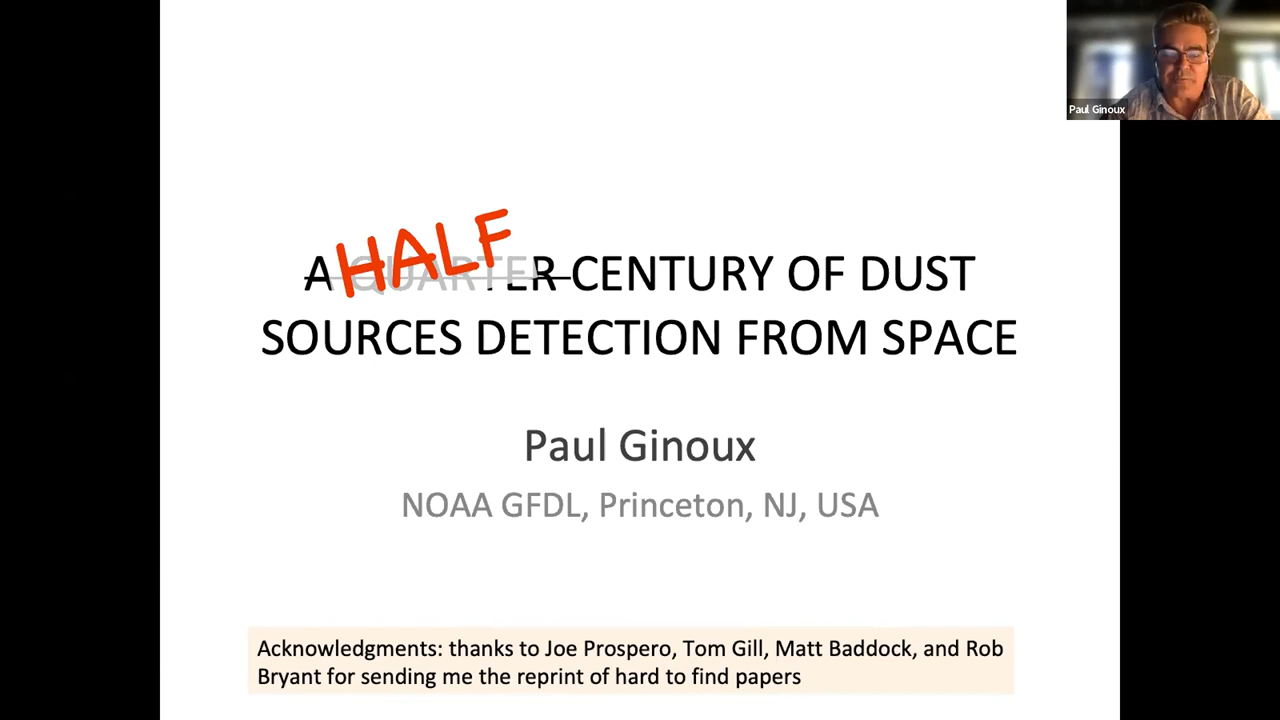 Paul Ginoux
HALF
A QUARTER CENTURY OF DUST
SOURCES DETECTION FROM SPACE
Paul Ginoux
NOAA GFDL, Princeton, NJ, USA
Acknowledgments: thanks to Joe Prospero, Tom Gill, Matt Baddock, and Rob
Bryant for sending me the reprint of hard to find papers